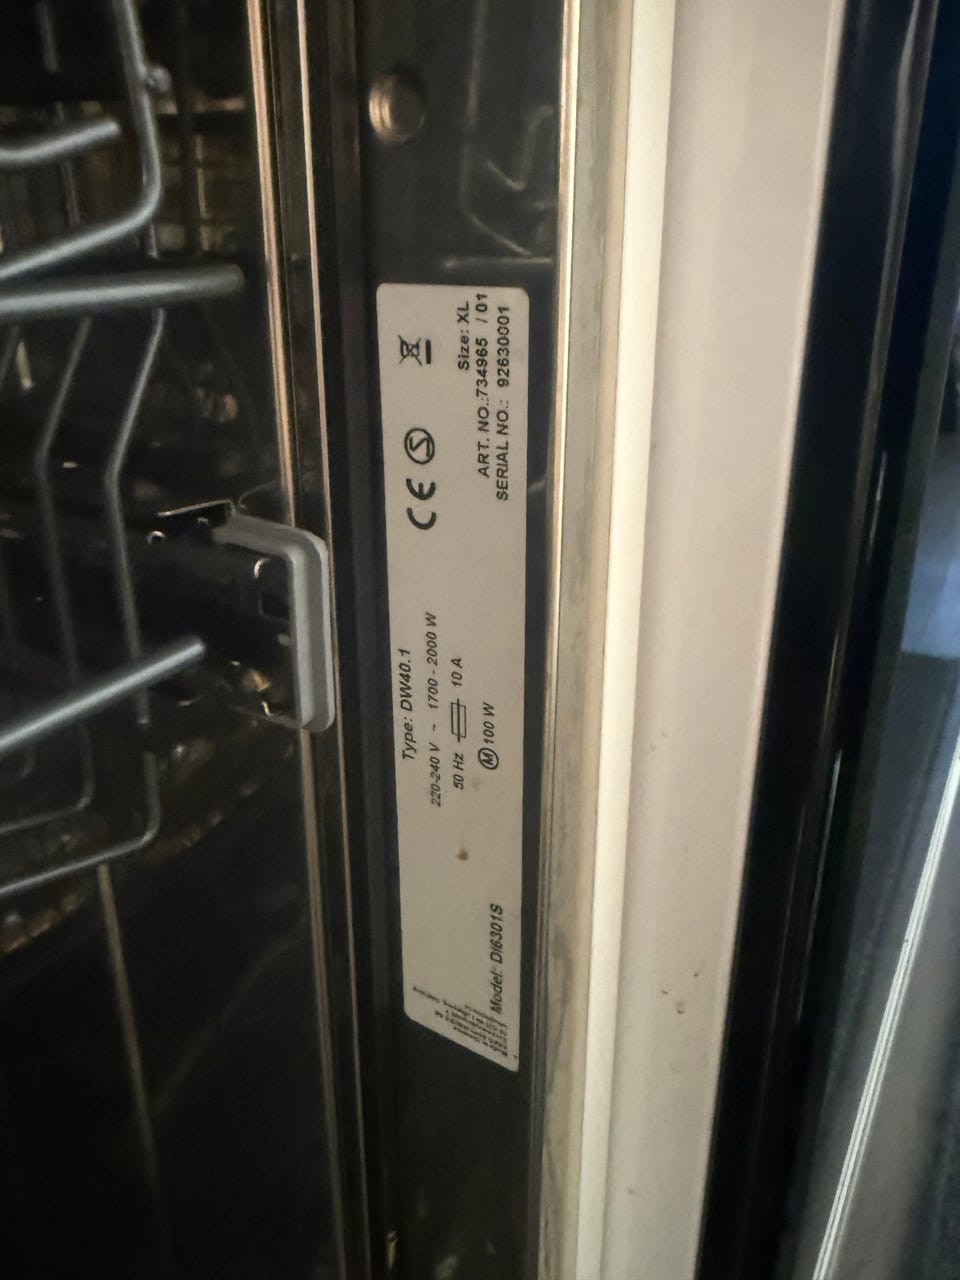 Type: DW40.1
220-240 V ~ 1700 - 2000 W
50 Hz 10 A
M 100 W
Model: DI6301S
CE S
Size: XL
ART. NO.:734965 / 01
SERIAL NO.: 92630001